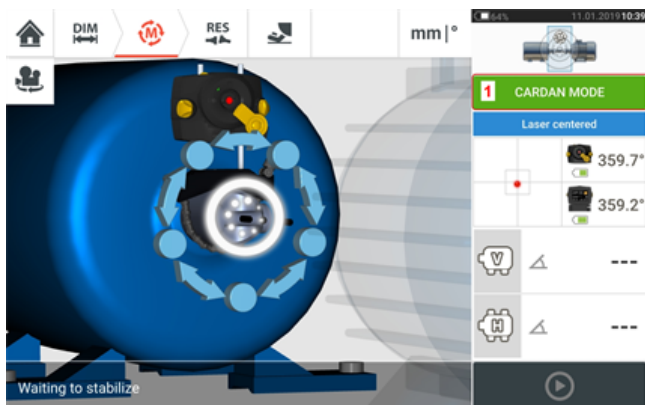 DIM
M
RES
mm|°
64%
11.01.2019 10:39
1 CARDAN MODE
Laser centered
359.7°
359.2°
V
---
H
---
Waiting to stabilize